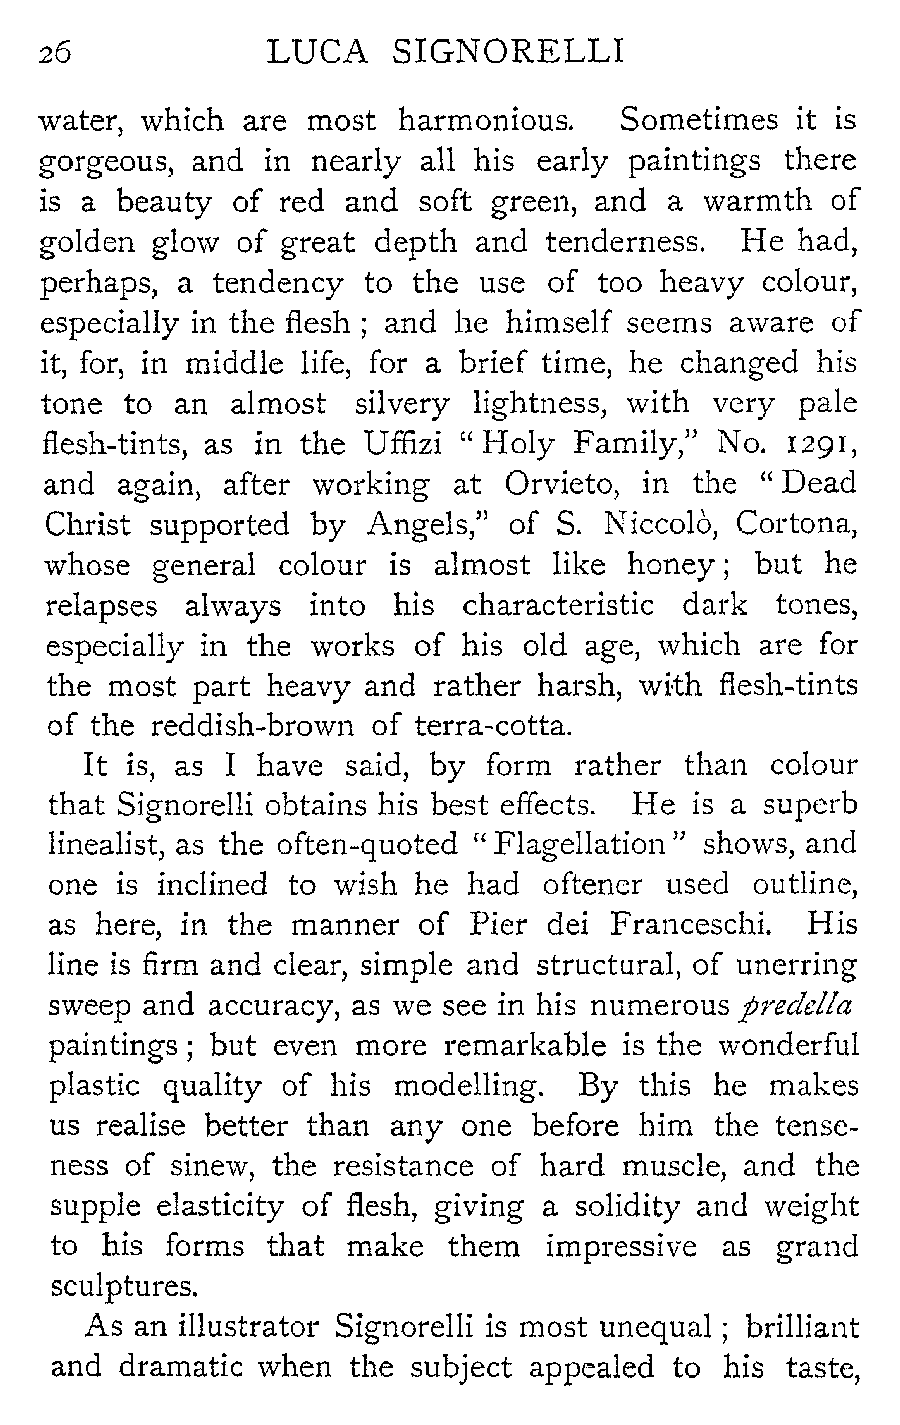 26 LUCA SIGNORELLI
water, which are most harmonious. Sometimes it is
gorgeous, and in nearly all his early paintings there
is a beauty of red and soft green, and a warmth of
golden glow of great depth and tenderness. He had,
perhaps, a tendency to the use of too heavy colour,
especially in the flesh ; and he himself seems aware of
it, for, in middle life, for a brief time, he changed his
tone to an almost silvery lightness, with very pale
flesh-tints, as in the Uffizi “ Holy Family,” No. 1291,
and again, after working at Orvieto, in the “ Dead
Christ supported by Angels,” of S. Niccolò, Cortona,
whose general colour is almost like honey ; but he
relapses always into his characteristic dark tones,
especially in the works of his old age, which are for
the most part heavy and rather harsh, with flesh-tints
of the reddish-brown of terra-cotta.
It is, as I have said, by form rather than colour
that Signorelli obtains his best effects. He is a superb
linealist, as the often-quoted “ Flagellation ” shows, and
one is inclined to wish he had oftener used outline,
as here, in the manner of Pier dei Franceschi. His
line is firm and clear, simple and structural, of unerring
sweep and accuracy, as we see in his numerous predella
paintings ; but even more remarkable is the wonderful
plastic quality of his modelling. By this he makes
us realise better than any one before him the tense-
ness of sinew, the resistance of hard muscle, and the
supple elasticity of flesh, giving a solidity and weight
to his forms that make them impressive as grand
sculptures.
As an illustrator Signorelli is most unequal ; brilliant
and dramatic when the subject appealed to his taste,